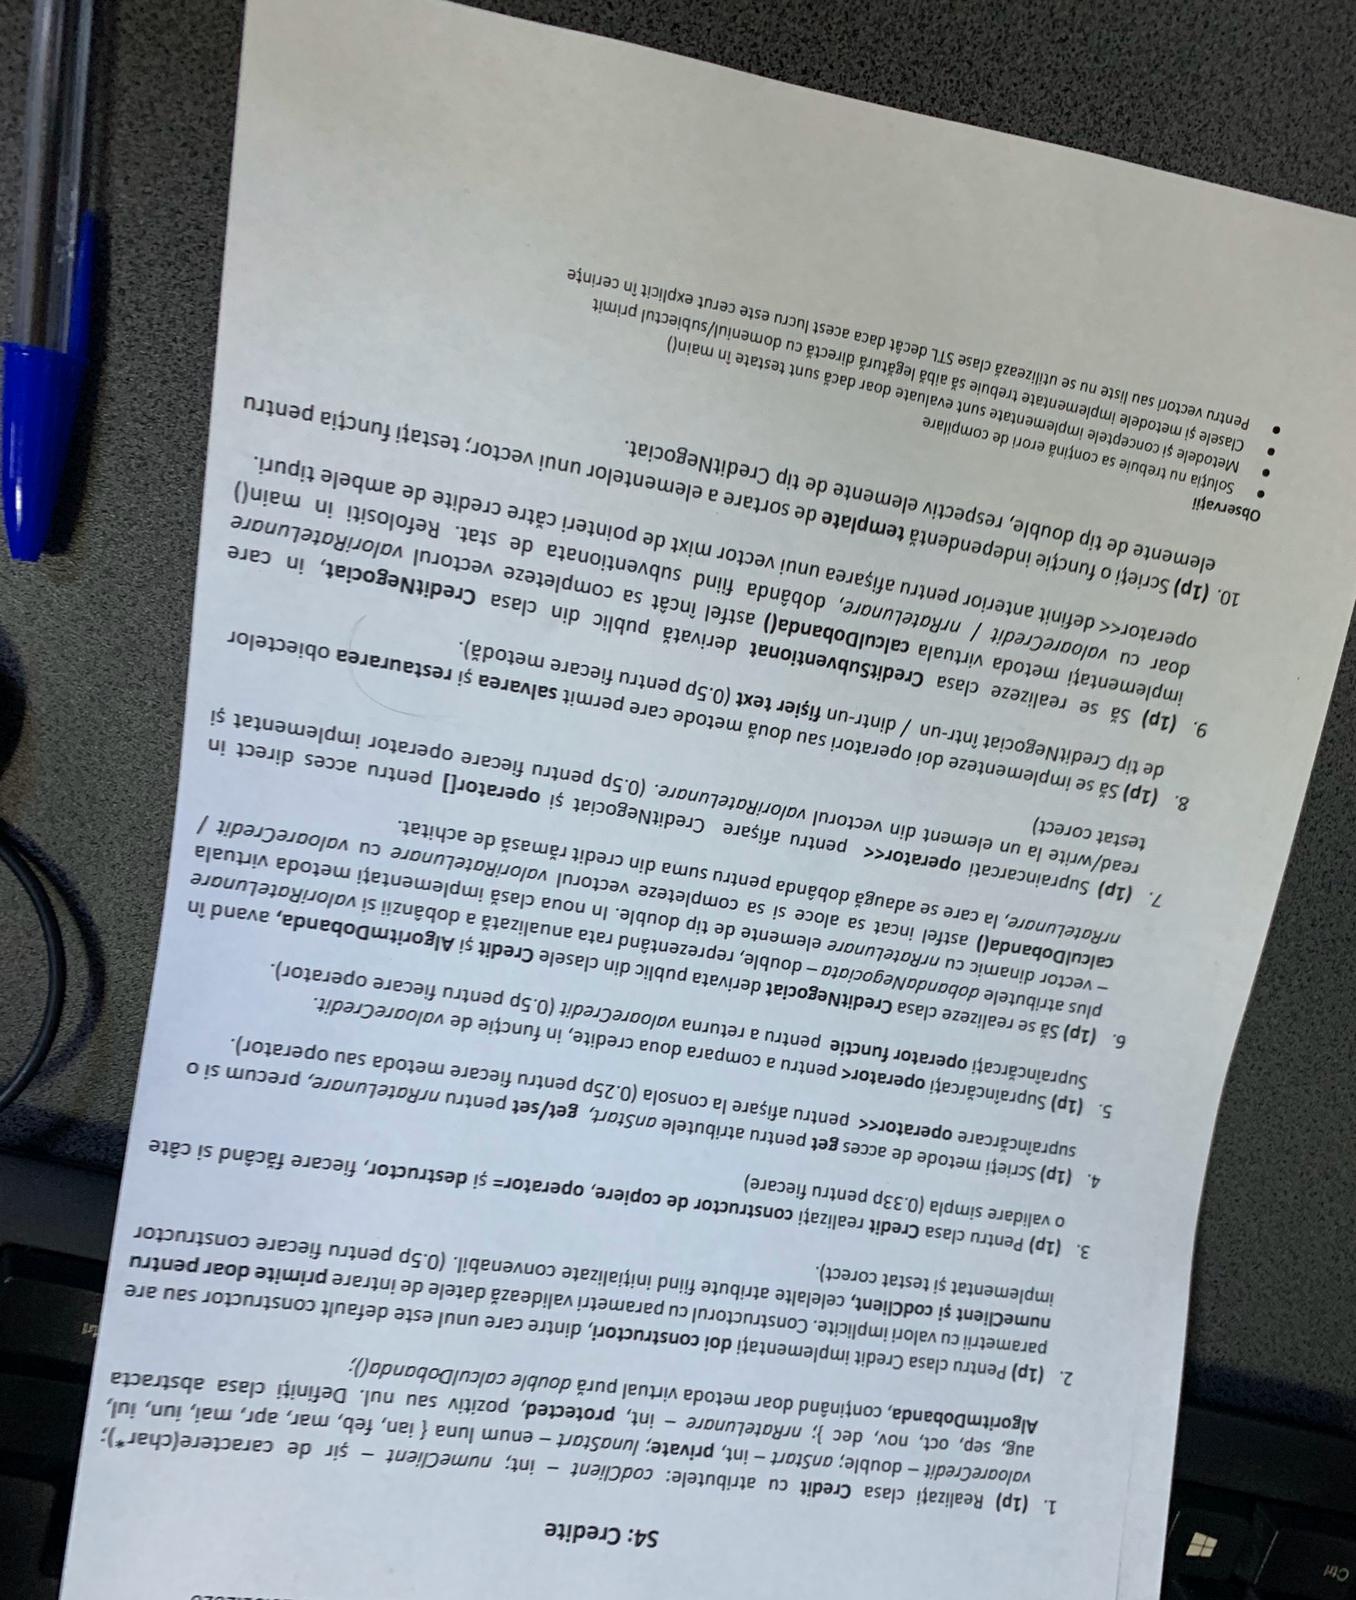 S4: Credite
1. (1p) Realizați clasa Credit cu atributele: codClient – int; numeClient – șir de caractere(char*);
valoareCredit – double; anStart – int, private; lunaStart – enum luna { ian, feb, mar, apr, mai, iun, iul,
aug, sep, oct, nov, dec }; nrRateLunare – int, protected, pozitiv sau nul. Definiți clasa abstracta
AlgoritmDobanda, conținând doar metoda virtual pură double calculDobanda();
2. (1p) Pentru clasa Credit implementați doi constructori, dintre care unul este default constructor sau are
parametrii cu valori implicite. Constructorul cu parametri validează datele de intrare primite doar pentru
numeClient și codClient, celelalte atribute fiind inițializate convenabil. (0.5p pentru fiecare constructor
implementat și testat corect).
3. (1p) Pentru clasa Credit realizați constructor de copiere, operator= și destructor, fiecare făcând si câte
o validare simpla (0.33p pentru fiecare)
4. (1p) Scrieți metode de acces get pentru atributele anStart, get/set pentru nrRateLunare, precum si o
supraîncărcare operator<< pentru afișare la consola (0.25p pentru fiecare metoda sau operator).
5. (1p) Supraîncărcați operator< pentru a compara doua credite, in funcție de valoareCredit.
Supraîncărcați operator functie pentru a returna valoareCredit (0.5p pentru fiecare operator).
6. (1p) Să se realizeze clasa CreditNegociat derivata public din clasele Credit și AlgoritmDobanda, avand în
plus atributele dobandaNegociata – double, reprezentând rata anualizată a dobânzii si valoriRateLunare
– vector dinamic cu nrRateLunare elemente de tip double. In noua clasă implementați metoda virtuala
calculDobanda() astfel incat sa aloce si sa completeze vectorul valoriRateLunare cu valoareCredit /
nrRateLunare, la care se adaugă dobânda pentru suma din credit rămasă de achitat.
7. (1p) Supraincarcati operator<< pentru afișare CreditNegociat și operator[] pentru acces direct in
read/write la un element din vectorul valoriRateLunare. (0.5p pentru fiecare operator implementat și
testat corect)
8. (1p) Să se implementeze doi operatori sau două metode care permit salvarea și restaurarea obiectelor
de tip CreditNegociat într-un / dintr-un fișier text (0.5p pentru fiecare metodă).
9. (1p) Să se realizeze clasa CreditSubventionat derivată public din clasa CreditNegociat, in care
implementați metoda virtuala calculDobanda() astfel încât sa completeze vectorul valoriRateLunare
doar cu valoareCredit / nrRateLunare, dobânda fiind subventionata de stat. Refolositi in main()
operator<< definit anterior pentru afișarea unui vector mixt de pointeri către credite de ambele tipuri.
10. (1p) Scrieți o funcție independentă template de sortare a elementelor unui vector; testați funcția pentru
elemente de tip double, respectiv elemente de tip CreditNegociat.
Observații
• Soluția nu trebuie sa conțină erori de compilare
• Metodele și conceptele implementate sunt evaluate doar dacă sunt testate în main()
• Clasele și metodele implementate trebuie să aibă legătură directă cu domeniul/subiectul primit
• Pentru vectori sau liste nu se utilizează clase STL decât daca acest lucru este cerut explicit în cerințe
Ctrl